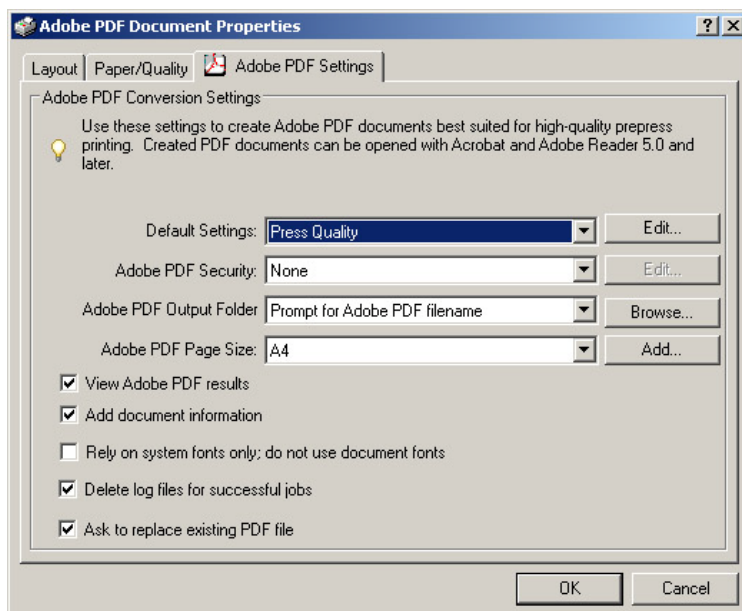 Adobe PDF Document Properties
Layout Paper/Quality Adobe PDF Settings
Adobe PDF Conversion Settings
Use these settings to create Adobe PDF documents best suited for high-quality prepress
printing. Created PDF documents can be opened with Acrobat and Adobe Reader 5.0 and
later.
Default Settings: Press Quality Edit...
Adobe PDF Security: None Edit...
Adobe PDF Output Folder Prompt for Adobe PDF filename Browse...
Adobe PDF Page Size: A4 Add...
View Adobe PDF results
Add document information
Rely on system fonts only; do not use document fonts
Delete log files for successful jobs
Ask to replace existing PDF file
OK Cancel